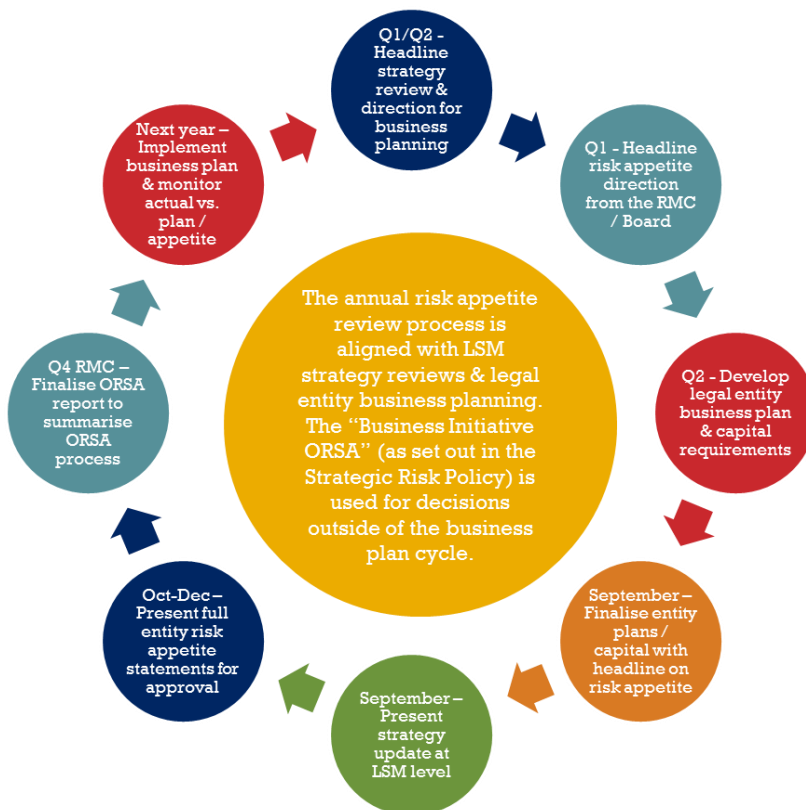 Q1/Q2 -
Headline
strategy
review &
direction for
business
planning
Q1 - Headline
risk appetite
direction
from the RMC
/ Board
Q2 - Develop
legal entity
business plan
& capital
requirements
September –
Finalise entity
plans /
capital with
headline on
risk appetite
September –
Present
strategy
update at
LSM level
Oct-Dec –
Present full
entity risk
appetite
statements for
approval
Q4 RMC –
Finalise ORSA
report to
summarise
ORSA
process
Next year –
Implement
business plan
& monitor
actual vs.
plan /
appetite
The annual risk appetite
review process is
aligned with LSM
strategy reviews & legal
entity business planning.
The “Business Initiative
ORSA” (as set out in the
Strategic Risk Policy) is
used for decisions
outside of the business
plan cycle.